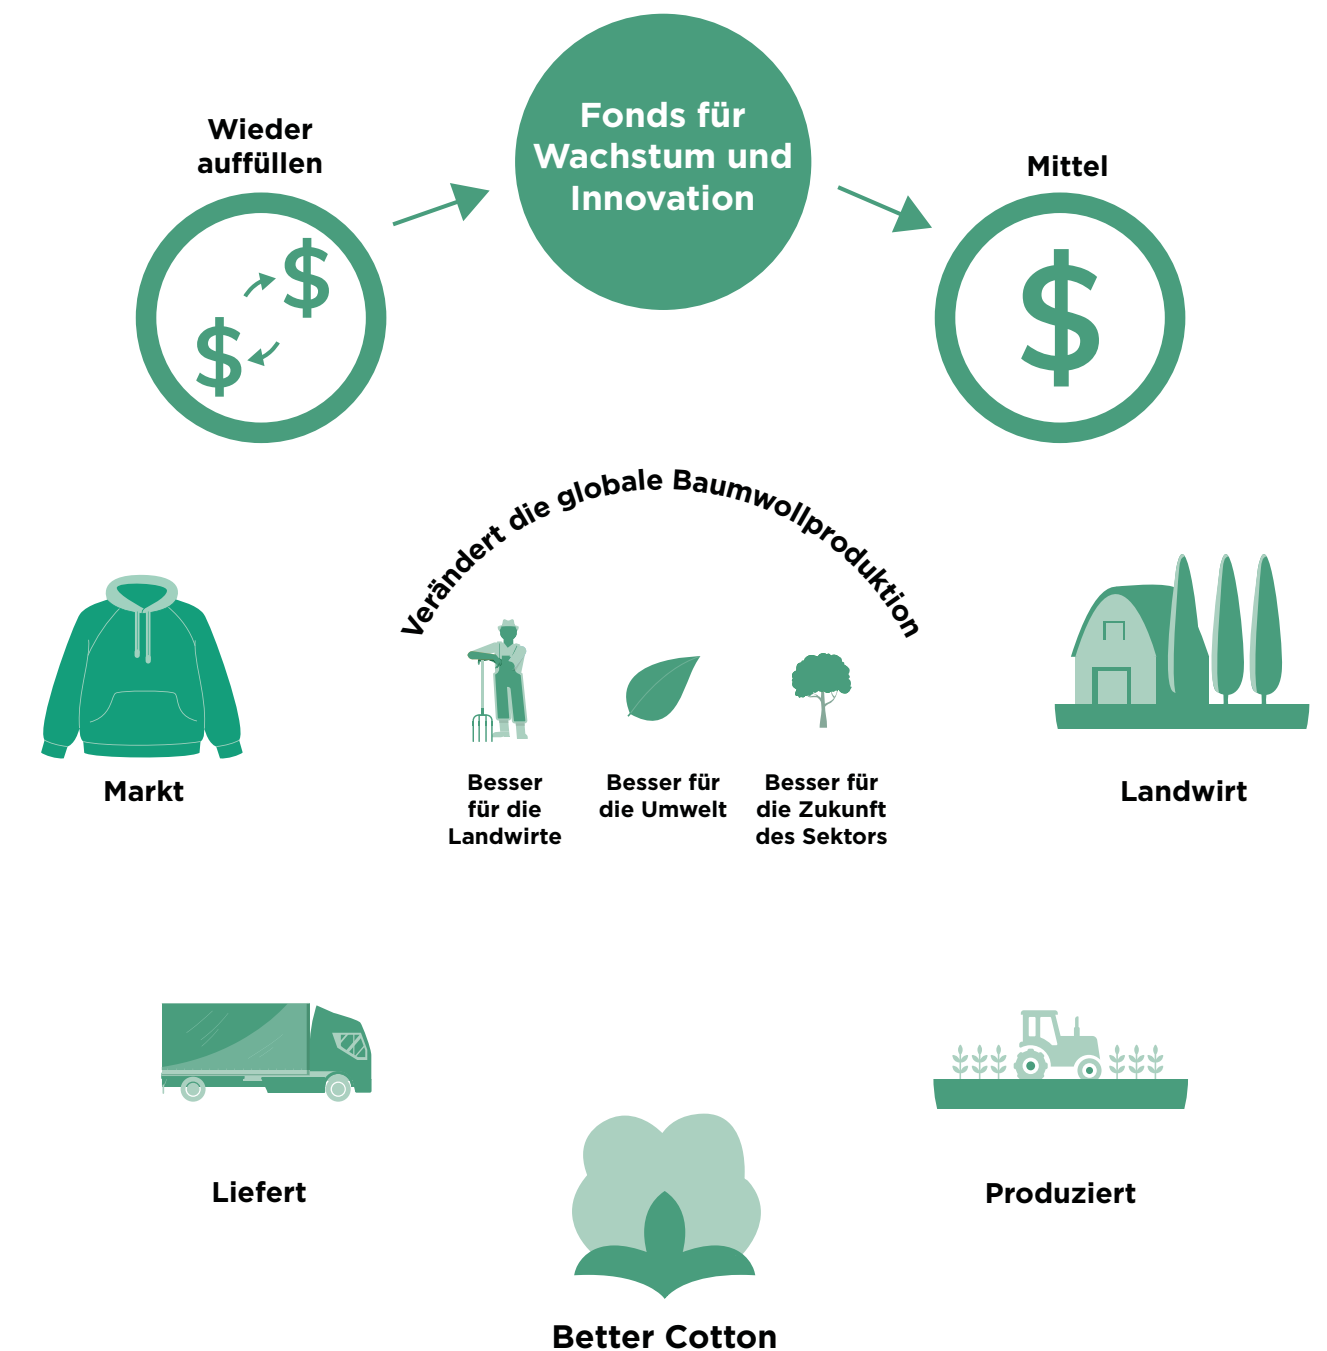 Fonds für
Wachstum und
Innovation
Wieder
auffüllen
Mittel
Verändert die globale Baumwollproduktion
Markt
Besser
für die
Landwirte
Besser für
die Umwelt
Besser für
die Zukunft
des Sektors
Landwirt
Liefert
Produziert
Better Cotton